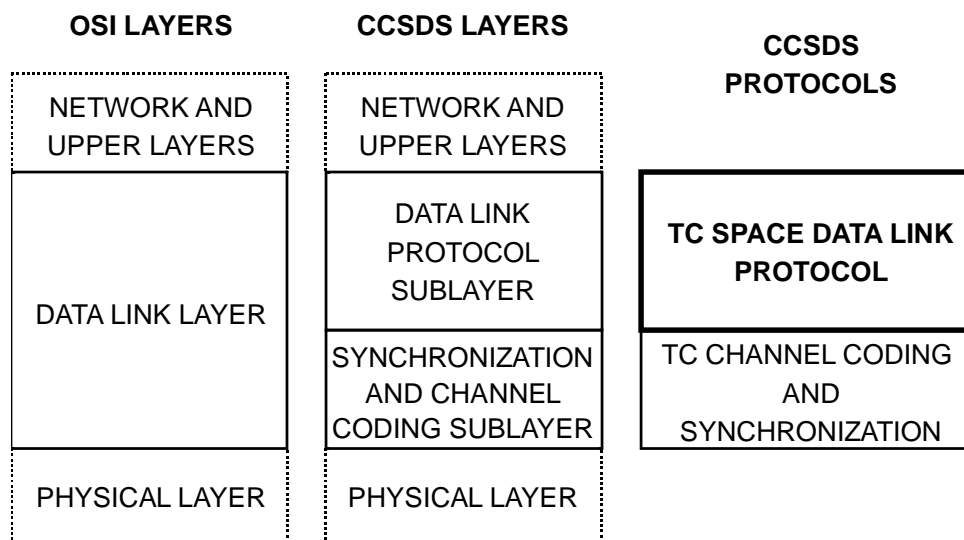 OSI LAYERS
NETWORK AND
UPPER LAYERS
DATA LINK LAYER
PHYSICAL LAYER
CCSDS LAYERS
NETWORK AND
UPPER LAYERS
DATA LINK
PROTOCOL
SUBLAYER
SYNCHRONIZATION
AND CHANNEL
CODING SUBLAYER
PHYSICAL LAYER
CCSDS
PROTOCOLS
TC SPACE DATA LINK
PROTOCOL
TC CHANNEL CODING
AND
SYNCHRONIZATION